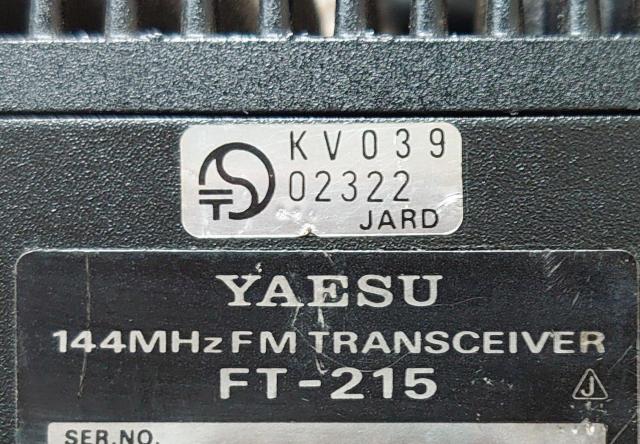 KV039
02322
JARD
YAESU
144MHz FM TRANSCEIVER
FT-215
J
SER.NO.